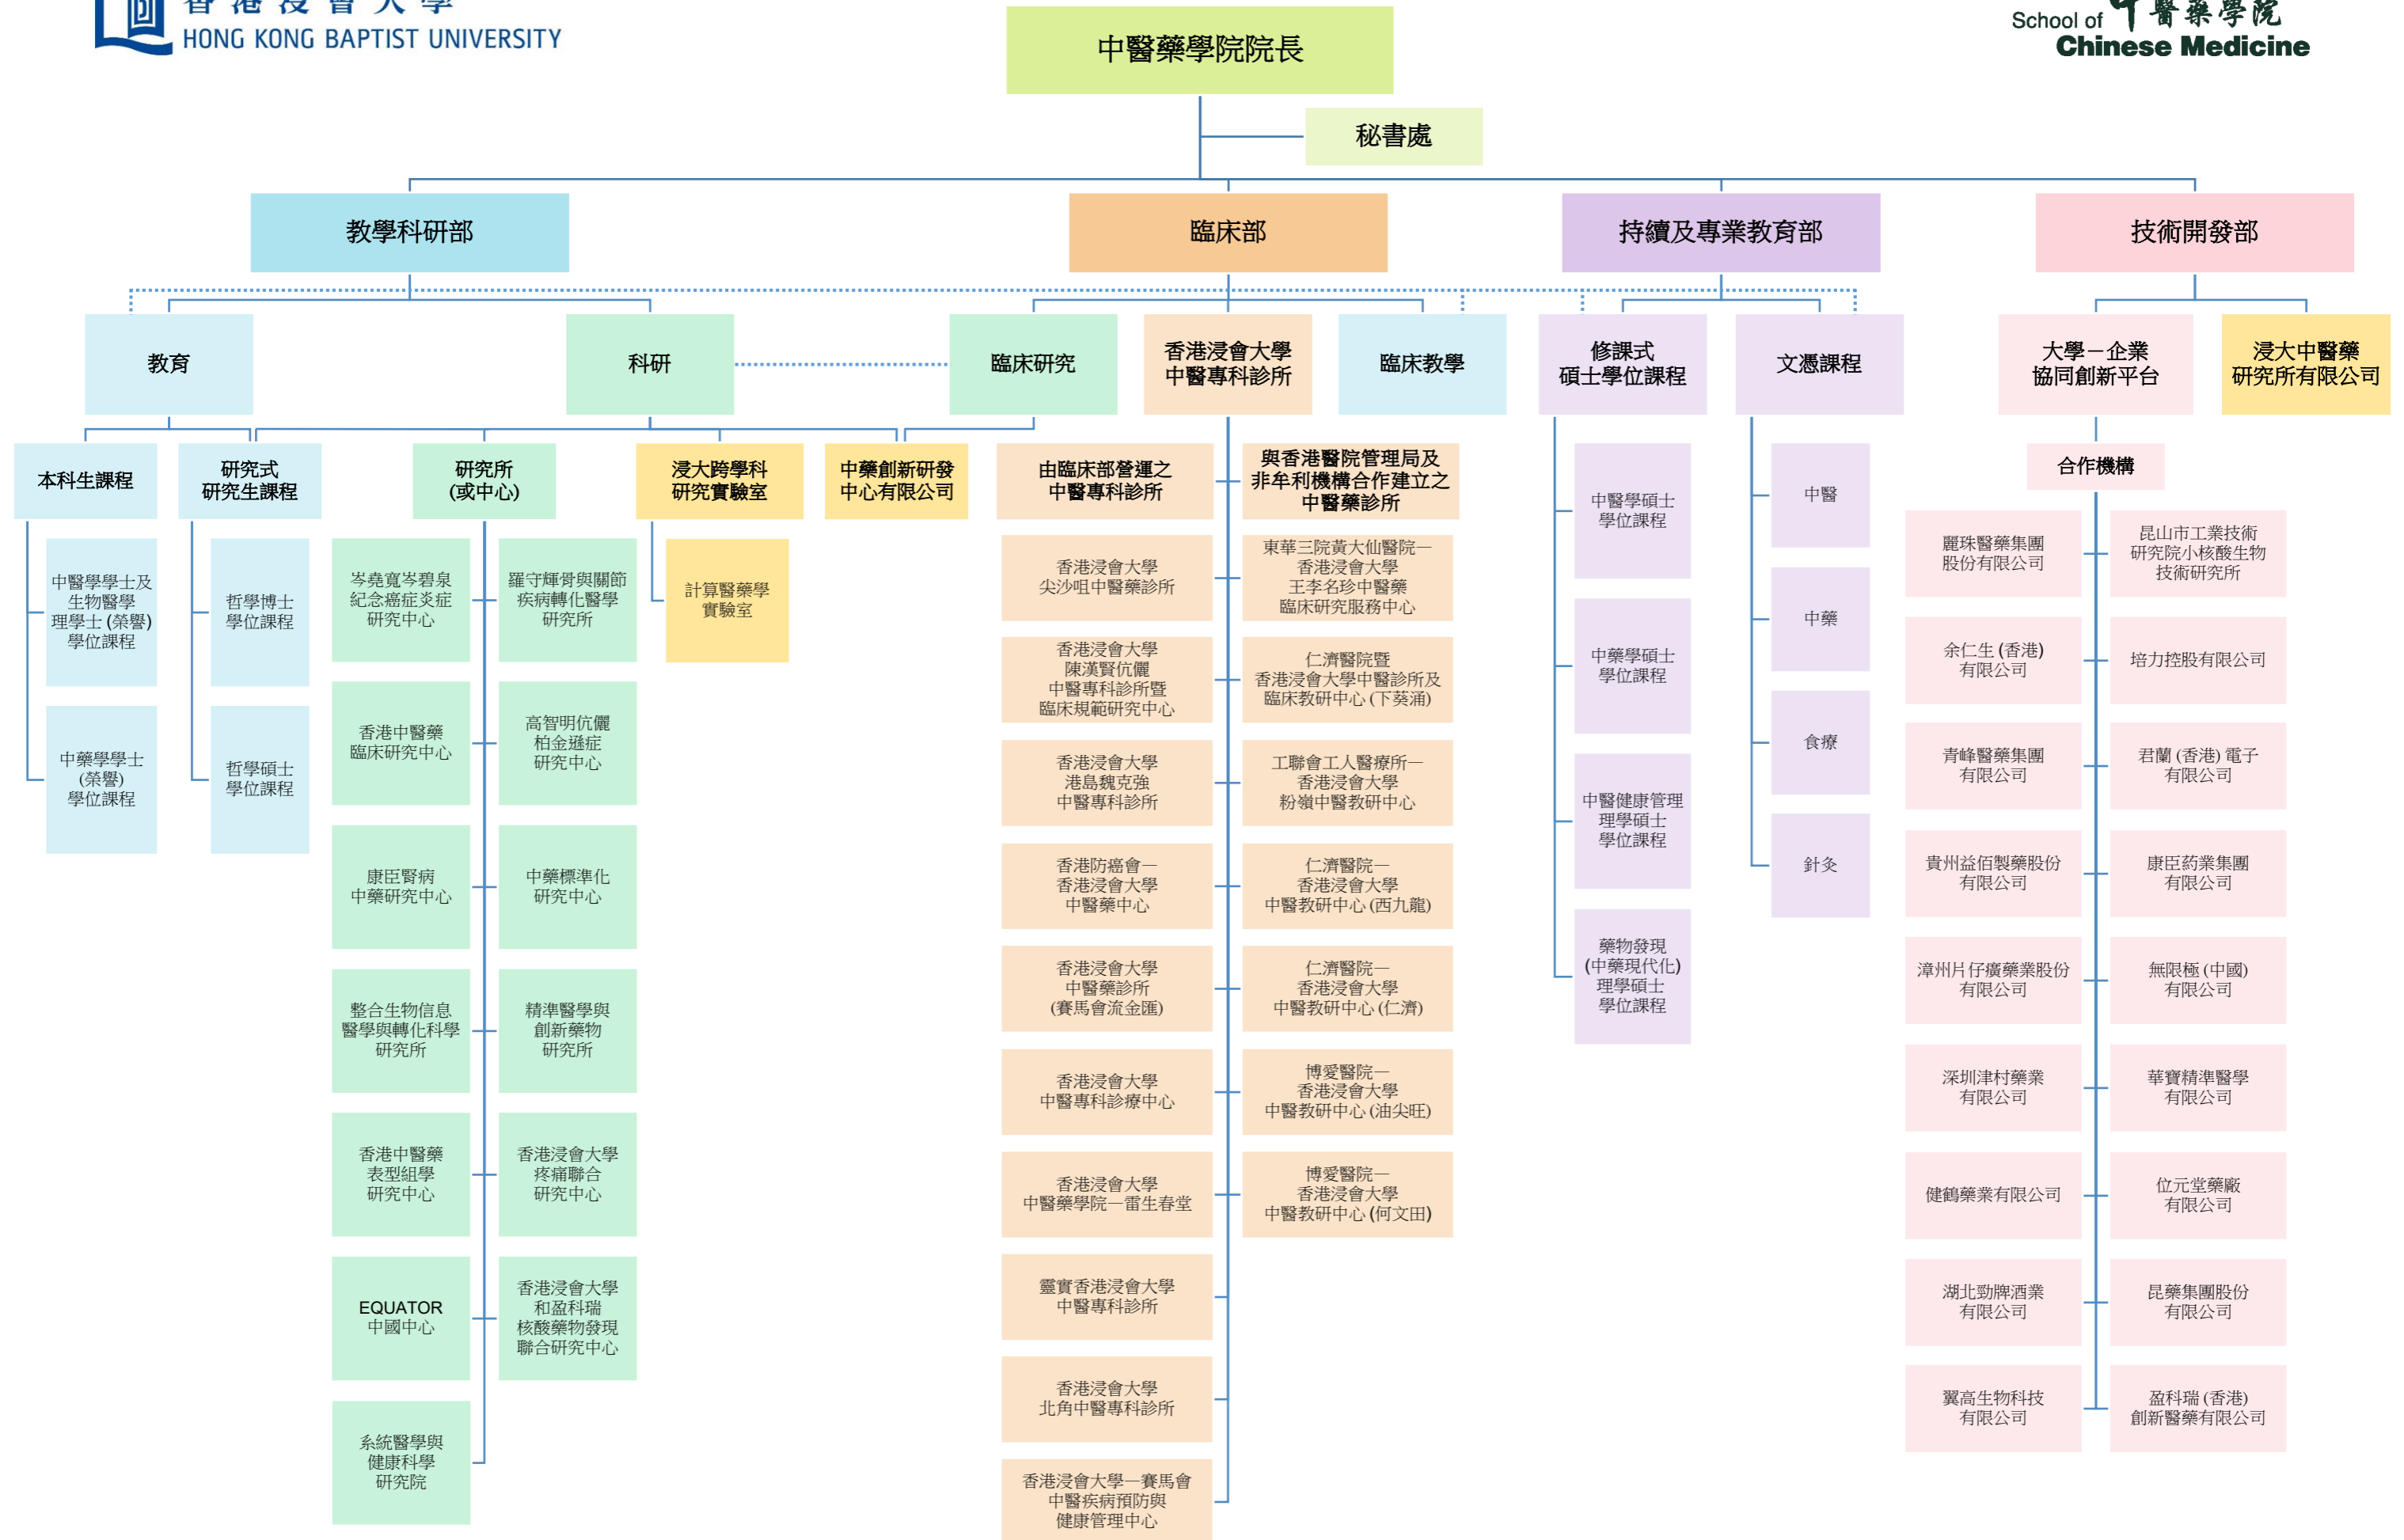 香港浸會大學
HONG KONG BAPTIST UNIVERSITY
School of 中醫藥學院
Chinese Medicine
中醫藥學院院長
秘書處
教學科研部
臨床部
持續及專業教育部
技術開發部
教育
科研
臨床研究
香港浸會大學
中醫專科診所
臨床教學
修課式
碩士學位課程
文憑課程
大學－企業
協同創新平台
浸大中醫藥
研究所有限公司
本科生課程
研究式
研究生課程
研究所
(或中心)
浸大跨學科
研究實驗室
中藥創新研發
中心有限公司
由臨床部營運之
中醫專科診所
與香港醫院管理局及
非牟利機構合作建立之
中醫藥診所
合作機構
中醫學學士及
生物醫學
理學士 (榮譽)
學位課程
中藥學學士
(榮譽)
學位課程
哲學博士
學位課程
哲學碩士
學位課程
岑堯寬岑碧泉
紀念癌症炎症
研究中心
羅守輝骨與關節
疾病轉化醫學
研究所
香港中醫藥
臨床研究中心
高智明伉儷
柏金遜症
研究中心
康臣腎病
中藥研究中心
中藥標準化
研究中心
整合生物信息
醫學與轉化科學
研究所
精準醫學與
創新藥物
研究所
香港中醫藥
表型組學
研究中心
香港浸會大學
疼痛聯合
研究中心
EQUATOR
中國中心
香港浸會大學
和盈科瑞
核酸藥物發現
聯合研究中心
系統醫學與
健康科學
研究院
計算醫藥學
實驗室
香港浸會大學
尖沙咀中醫藥診所
東華三院黃大仙醫院—
香港浸會大學
王李名珍中醫藥
臨床研究服務中心
香港浸會大學
陳漢賢伉儷
中醫專科診所暨
臨床規範研究中心
仁濟醫院暨
香港浸會大學中醫診所及
臨床教研中心 (下葵涌)
香港浸會大學
港島魏克強
中醫專科診所
工聯會工人醫療所—
香港浸會大學
粉嶺中醫教研中心
香港防癌會—
香港浸會大學
中醫藥中心
仁濟醫院—
香港浸會大學
中醫教研中心 (西九龍)
香港浸會大學
中醫藥診所
(賽馬會流金匯)
仁濟醫院—
香港浸會大學
中醫教研中心 (仁濟)
香港浸會大學
中醫專科診療中心
博愛醫院—
香港浸會大學
中醫教研中心 (油尖旺)
香港浸會大學
中醫藥學院—雷生春堂
博愛醫院—
香港浸會大學
中醫教研中心 (何文田)
靈實香港浸會大學
中醫專科診所
香港浸會大學
北角中醫專科診所
香港浸會大學—賽馬會
中醫疾病預防與
健康管理中心
中醫學碩士
學位課程
中藥學碩士
學位課程
中醫健康管理
理學碩士
學位課程
藥物發現
(中藥現代化)
理學碩士
學位課程
中醫
中藥
食療
針灸
麗珠醫藥集團
股份有限公司
昆山市工業技術
研究院小核酸生物
技術研究所
余仁生 (香港)
有限公司
培力控股有限公司
青峰醫藥集團
有限公司
君蘭 (香港) 電子
有限公司
貴州益佰製藥股份
有限公司
康臣药業集團
有限公司
漳州片仔癀藥業股份
有限公司
無限極 (中國)
有限公司
深圳津村藥業
有限公司
華寶精準醫學
有限公司
健鶴藥業有限公司
位元堂藥廠
有限公司
湖北勁牌酒業
有限公司
昆藥集團股份
有限公司
翼高生物科技
有限公司
盈科瑞 (香港)
創新醫藥有限公司